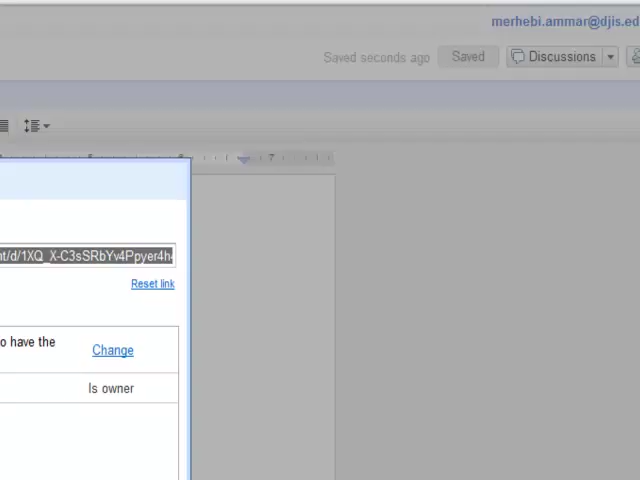 merhebi.ammar@djis.ed
Saved seconds ago
Saved
Discussions
7
nt/d/1XQ_X-C3sSRbYv4Ppyer4h
Reset link
o have the
Change
Is owner